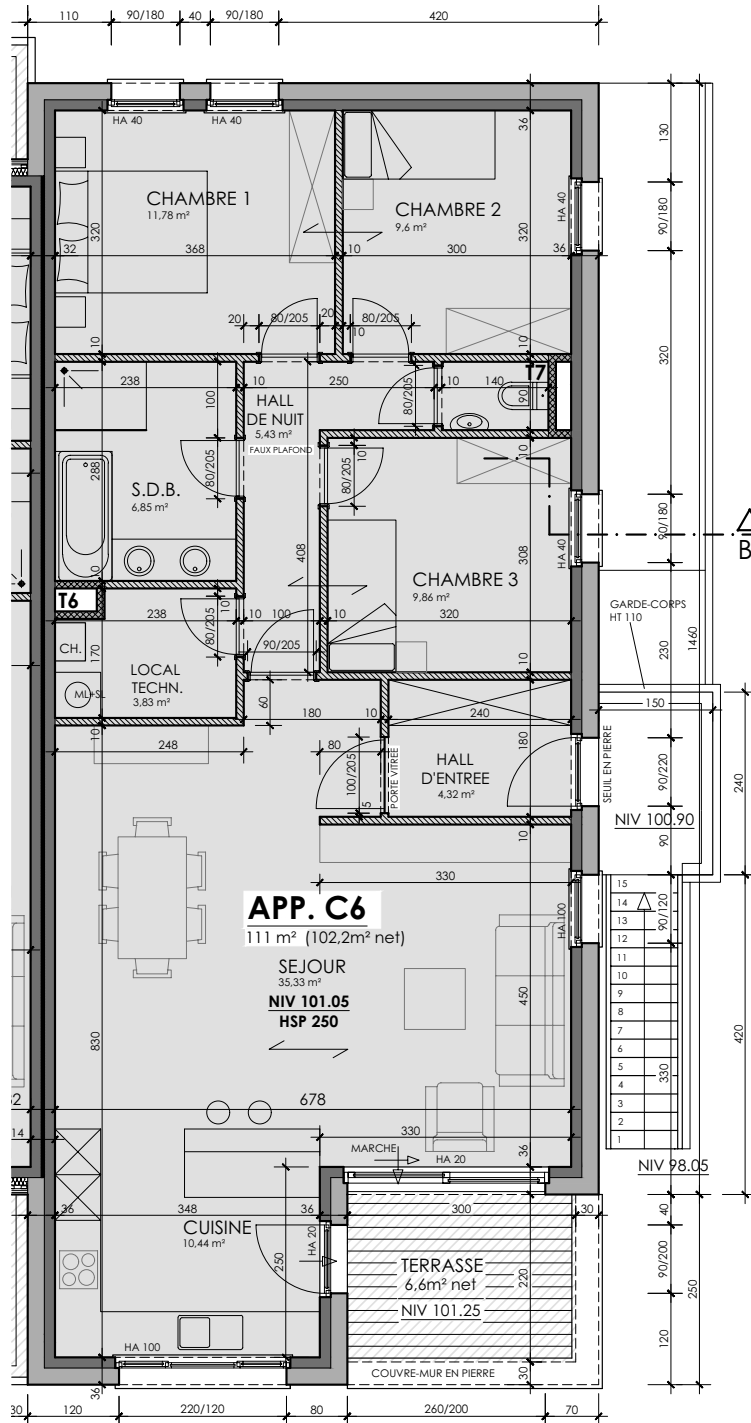 110 90/180 40 90/180 420
HA 40 HA 40
36
130
CHAMBRE 1
11,78 m²
CHAMBRE 2
9,6 m²
HA 40
90/180
320
320
32 368 10 300 36
20 80/205 20 80/205
10
10
10
320
238 10 250 10 140
T7
90
100
HALL
DE NUIT
5,43 m²
FAUX PLAFOND
80/205
10
10
288
S.D.B.
6,85 m²
80/205
80/205
408
308
HA 40
90/180
B
CHAMBRE 3
9,86 m²
T6
10
238 10 100 10 320
80/205
GARDE-CORPS
HT 110
230
1460
CH.
170
LOCAL
TECHN.
3,83 m²
90/205
10
60
180 10 240
150
10
248 80
100/205
PORTE VITREE
HALL
D'ENTREE
4,32 m²
180
SEUIL EN PIERRE
90/220
240
NIV 100.90
5
10
90
330
APP. C6
111 m² (102,2m² net)
SEJOUR
35,33 m²
NIV 101.05
HSP 250
HA 100
90/120
15
14
13
12
11
10
9
8
7
6
5
4
3
2
1
450
830
420
330
678
14
330
36
MARCHE
HA 20
NIV 98.05
36 348 36 300 30
40
CUISINE
10,44 m²
250
HA 20
TERRASSE
6,6m² net
NIV 101.25
220
90/200
250
120
HA 100
COUVRE-MUR EN PIERRE
30
36
30 120 220/120 80 260/200 70